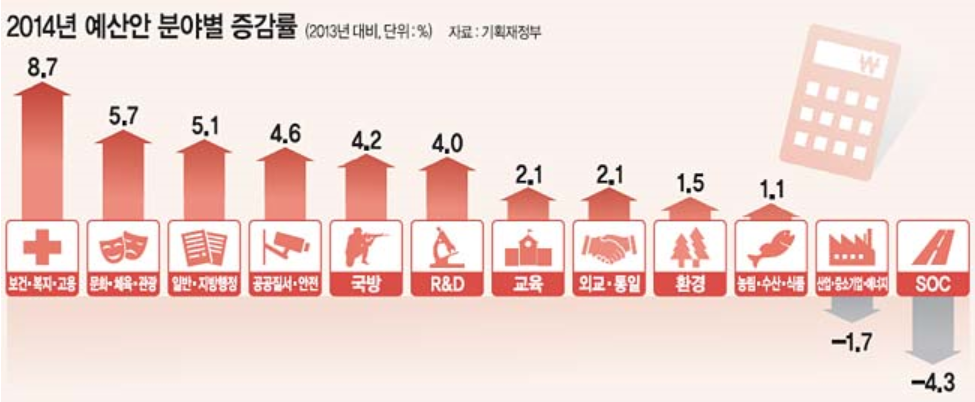 2014년 예산안 분야별 증감률 (2013년 대비, 단위:%) 자료:기획재정부
8.7
5.7
5.1
4.6
4.2
4.0
2.1
2.1
1.5
1.1
₩
보건·복지·고용
문화·체육·관광
일반·지방행정
공공질서·안전
국방
R&D
교육
외교·통일
환경
농림·수산·식품
산업·중소기업·에너지
SOC
-1.7
-4.3